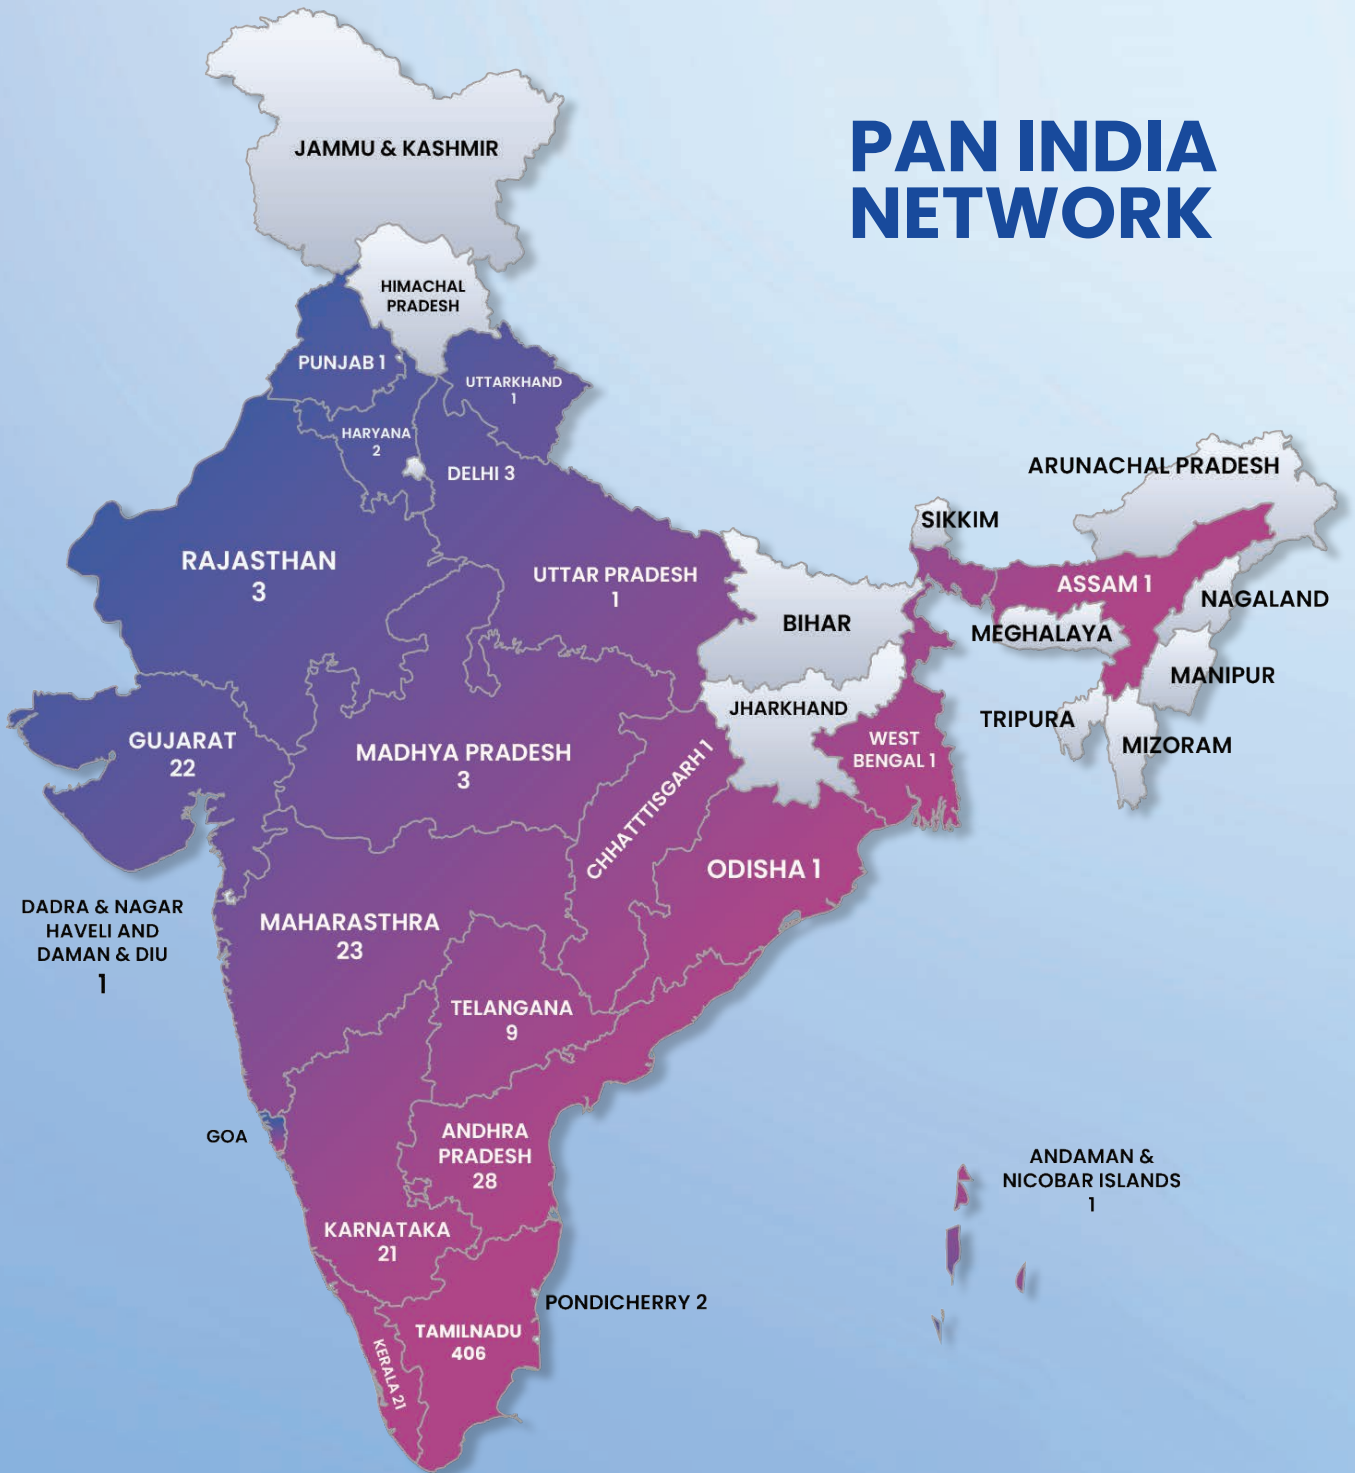 PAN INDIA
NETWORK
JAMMU & KASHMIR
HIMACHAL
PRADESH
PUNJAB 1
UTTARKHAND
1
HARYANA
2
DELHI 3
RAJASTHAN
3
UTTAR PRADESH
1
BIHAR
SIKKIM
ARUNACHAL PRADESH
ASSAM 1
NAGALAND
MEGHALAYA
MANIPUR
TRIPURA
MIZORAM
JHARKHAND
WEST
BENGAL 1
GUJARAT
22
MADHYA PRADESH
3
CHHATTTISGARH 1
ODISHA 1
DADRA & NAGAR
HAVELI AND
DAMAN & DIU
1
MAHARASTHRA
23
TELANGANA
9
GOA
ANDHRA
PRADESH
28
KARNATAKA
21
ANDAMAN &
NICOBAR ISLANDS
1
PONDICHERRY 2
TAMILNADU
406
KERALA 21